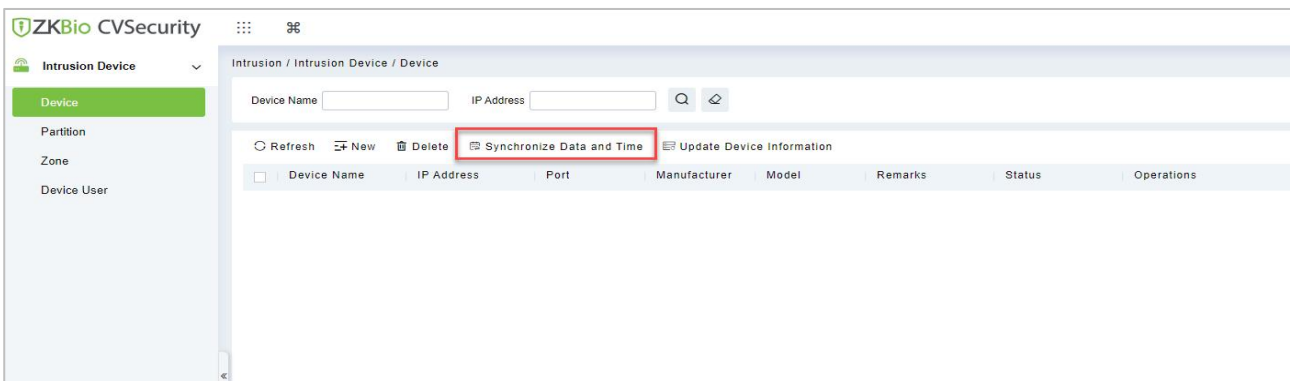 ZKBio CVSecurity
Intrusion Device
Intrusion / Intrusion Device / Device
Device
Device Name
IP Address
Partition
Refresh New Delete Synchronize Data and Time Update Device Information
Zone
Device Name IP Address Port Manufacturer Model Remarks Status Operations
Device User